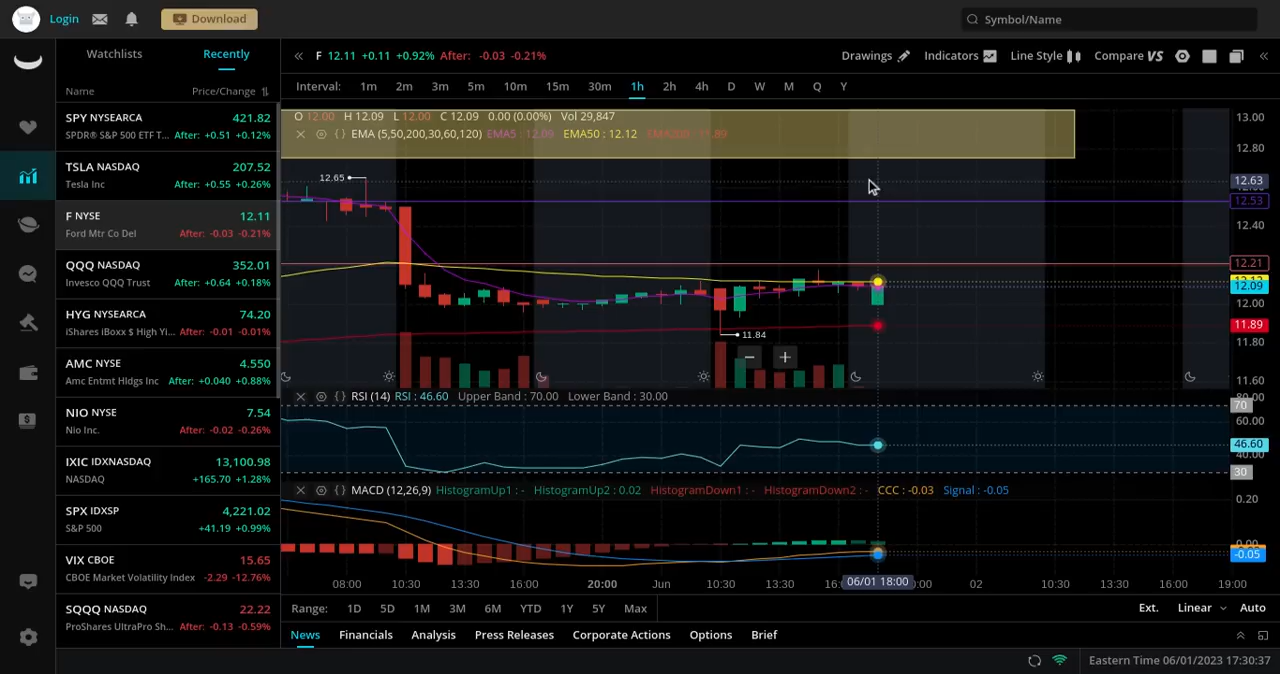 Login
Download
Symbol/Name
Watchlists
Recently
Name
Price/Change
SPY NYSEARCA 421.82
SPDR® S&P 500 ETF T... After: +0.51 +0.12%
TSLA NASDAQ 207.52
Tesla Inc After: +0.55 +0.26%
F NYSE 12.11
Ford Mtr Co Del After: -0.03 -0.21%
QQQ NASDAQ 352.01
Invesco QQQ Trust After: +0.64 +0.18%
HYG NYSEARCA 74.20
iShares iBoxx $ High Yi... After: -0.01 -0.01%
AMC NYSE 4.550
Amc Entmt Hldgs Inc After: +0.040 +0.88%
NIO NYSE 7.54
Nio Inc. After: -0.02 -0.26%
IXIC IDXNASDAQ 13,100.98
NASDAQ +165.70 +1.28%
SPX IDXSP 4,221.02
S&P 500 +41.19 +0.99%
VIX CBOE 15.65
CBOE Market Volatility Index -2.29 -12.76%
SQQQ NASDAQ 22.22
ProShares UltraPro Sh... After: -0.13 -0.59%
F 12.11 +0.11 +0.92% After: -0.03 -0.21%
Drawings Indicators Line Style Compare VS
Interval: 1m 2m 3m 5m 10m 15m 30m 1h 2h 4h D W M Q Y
O 12.00 H 12.09 L 12.00 C 12.09 0.00 (0.00%) Vol 29,847
EMA (5,50,200,30,60,120) EMA5 : 12.09 EMA50 : 12.12 EMA200 : 11.89
13.00
12.80
12.63
12.53
12.40
12.21
12.09
12.00
11.89
11.80
11.60
12.65
11.84
RSI (14) RSI : 46.60 Upper Band : 70.00 Lower Band : 30.00
80.00
70
60.00
46.60
40.00
30
MACD (12,26,9) HistogramUp1 : - HistogramUp2 : 0.02 HistogramDown1 : - HistogramDown2 : - CCC : -0.03 Signal : -0.05
0.20
0.00
-0.05
08:00 10:30 13:30 16:00 20:00 Jun 10:30 13:30 06/01 18:00 02 10:30 13:30 16:00 19:00
Range: 1D 5D 1M 3M 6M YTD 1Y 5Y Max
Ext. Linear Auto
News Financials Analysis Press Releases Corporate Actions Options Brief
Eastern Time 06/01/2023 17:30:37